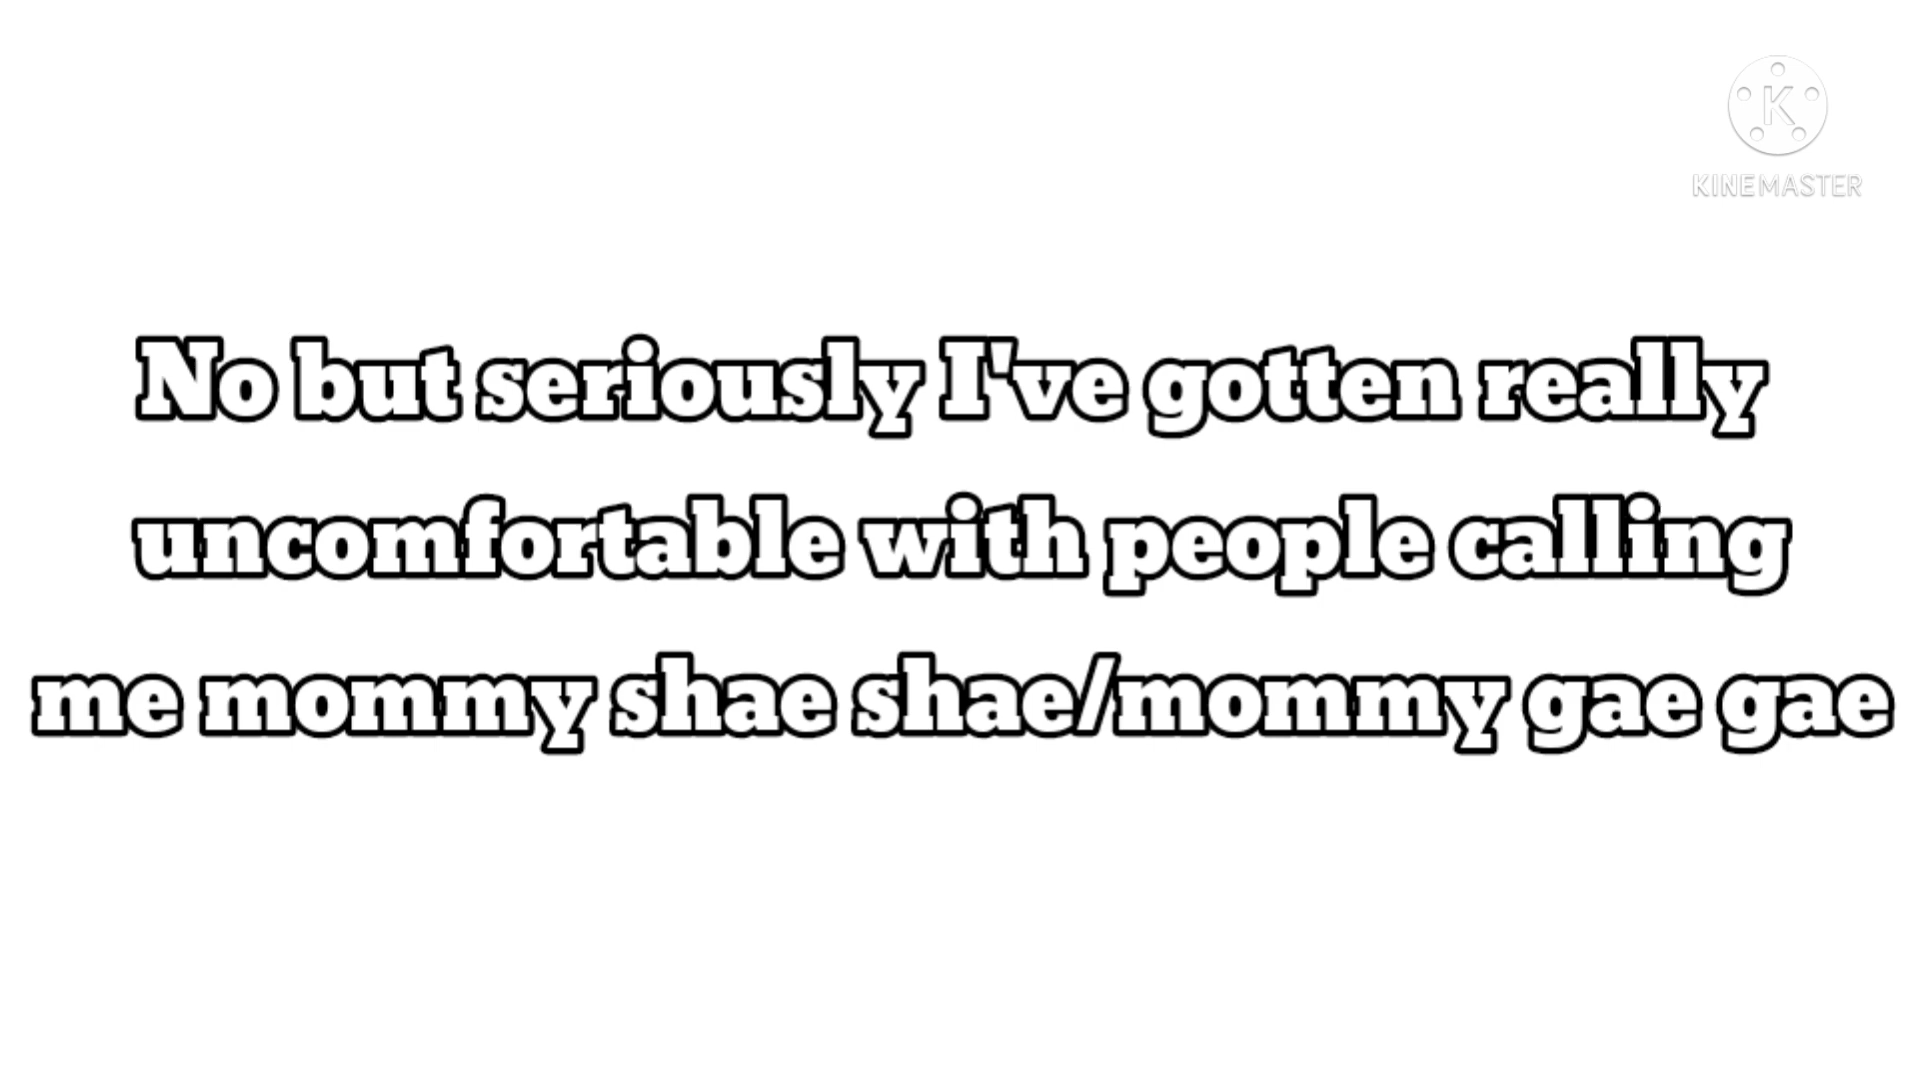 K
KINEMASTER
No but seriously I've gotten really
uncomfortable with people calling
me mommy shae shae/mommy gae gae